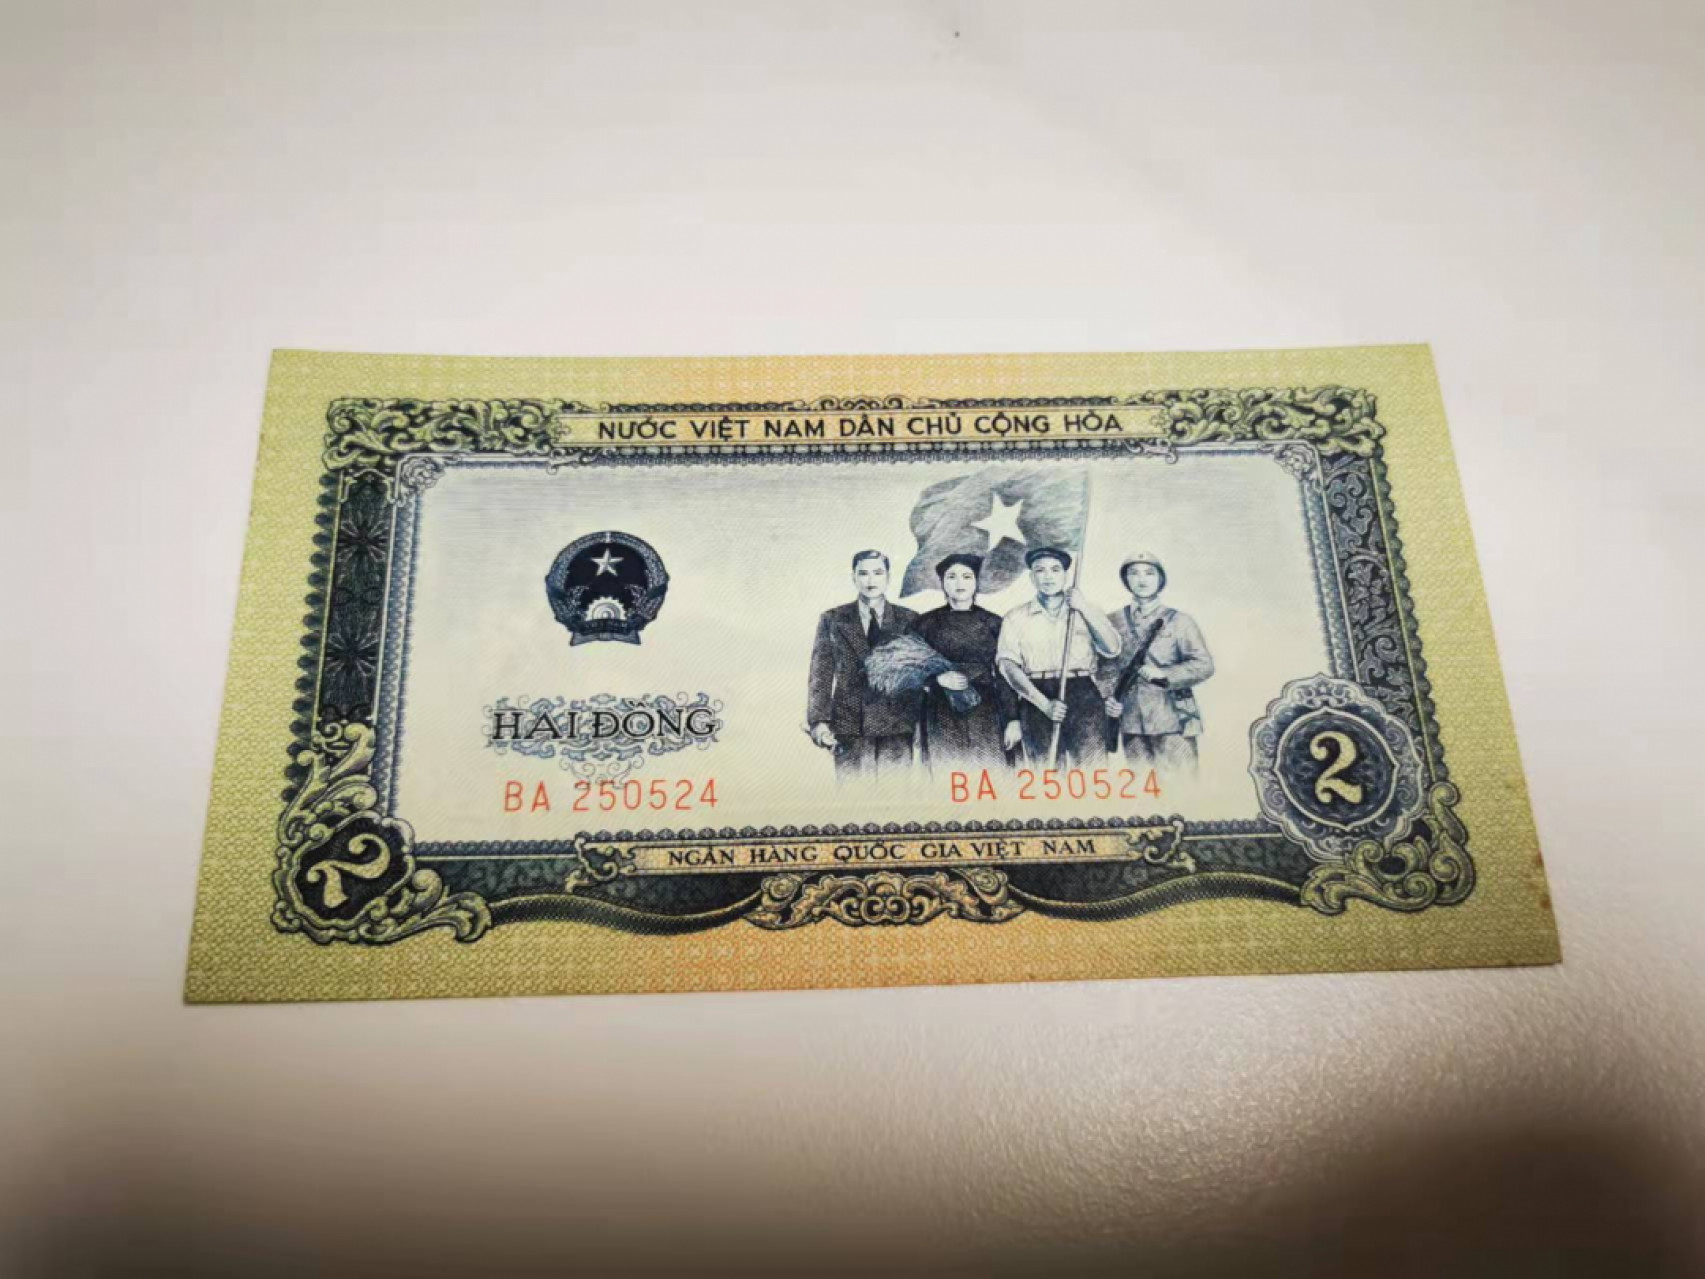 NƯỚC VIỆT NAM DÂN CHỦ CỘNG HÒA
HAI ĐỒNG
BA 250524
BA 250524
2
2
NGÂN HÀNG QUỐC GIA VIỆT NAM